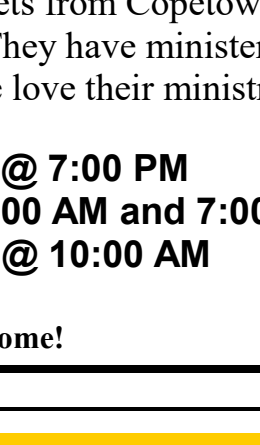 ets from Copetow
They have minister
e love their ministr
@ 7:00 PM
00 AM and 7:00
@ 10:00 AM
ome!